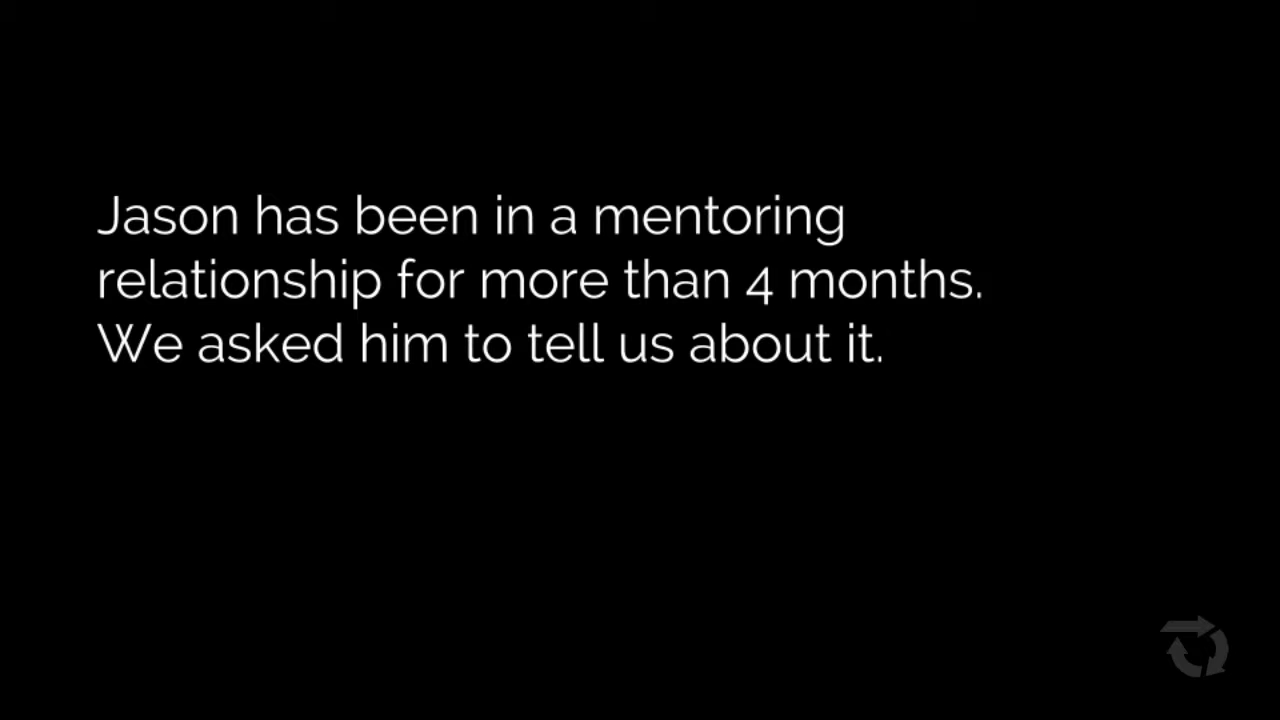 Jason has been in a mentoring
relationship for more than 4 months.
We asked him to tell us about it.